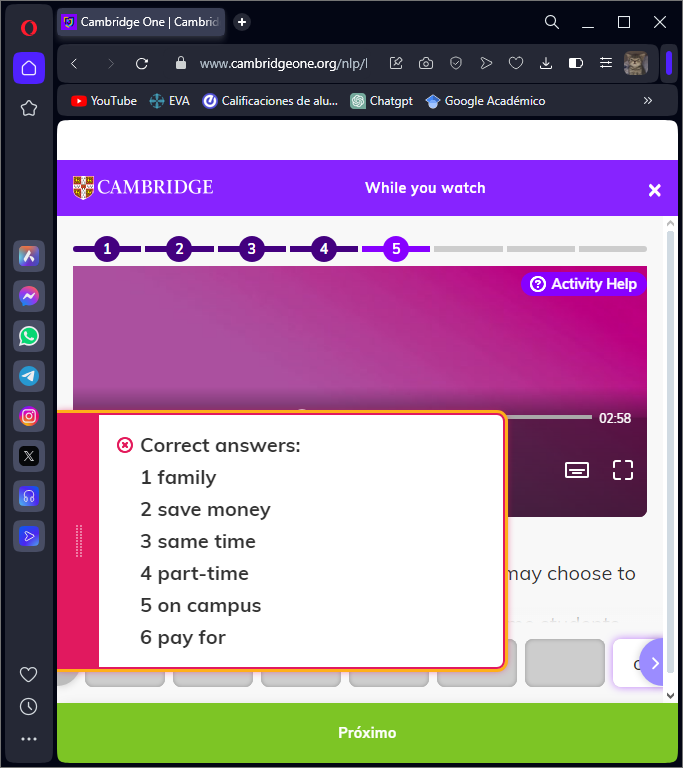 Cambridge One | Cambrid
www.cambridgeone.org/nlp/l
YouTube
EVA
Calificaciones de alu...
Chatgpt
Google Académico
CAMBRIDGE
While you watch
1 2 3 4 5
Activity Help
02:58
Correct answers:
1 family
2 save money
3 same time
4 part-time
5 on campus
6 pay for
may choose to
students
Próximo